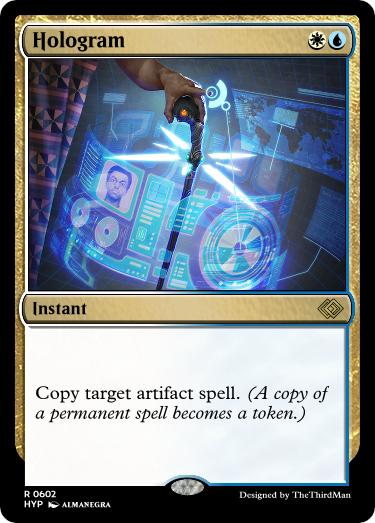 Hologram
Instant
Copy target artifact spell. (A copy of
a permanent spell becomes a token.)
R 0602
HYP ALMANEGRA
Designed by TheThirdMan